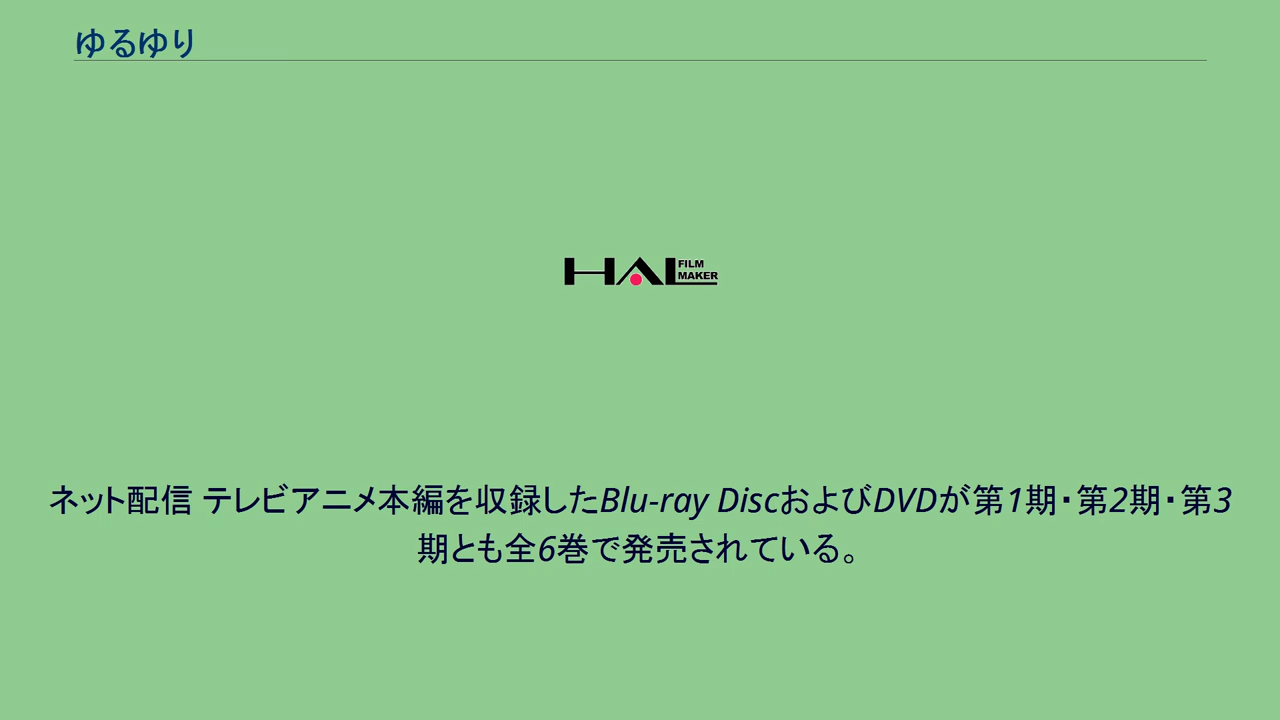 ゆるゆり
HAL FILM
MAKER
ネット配信 テレビアニメ本編を収録したBlu-ray DiscおよびDVDが第1期・第2期・第3
期とも全6巻で発売されている。